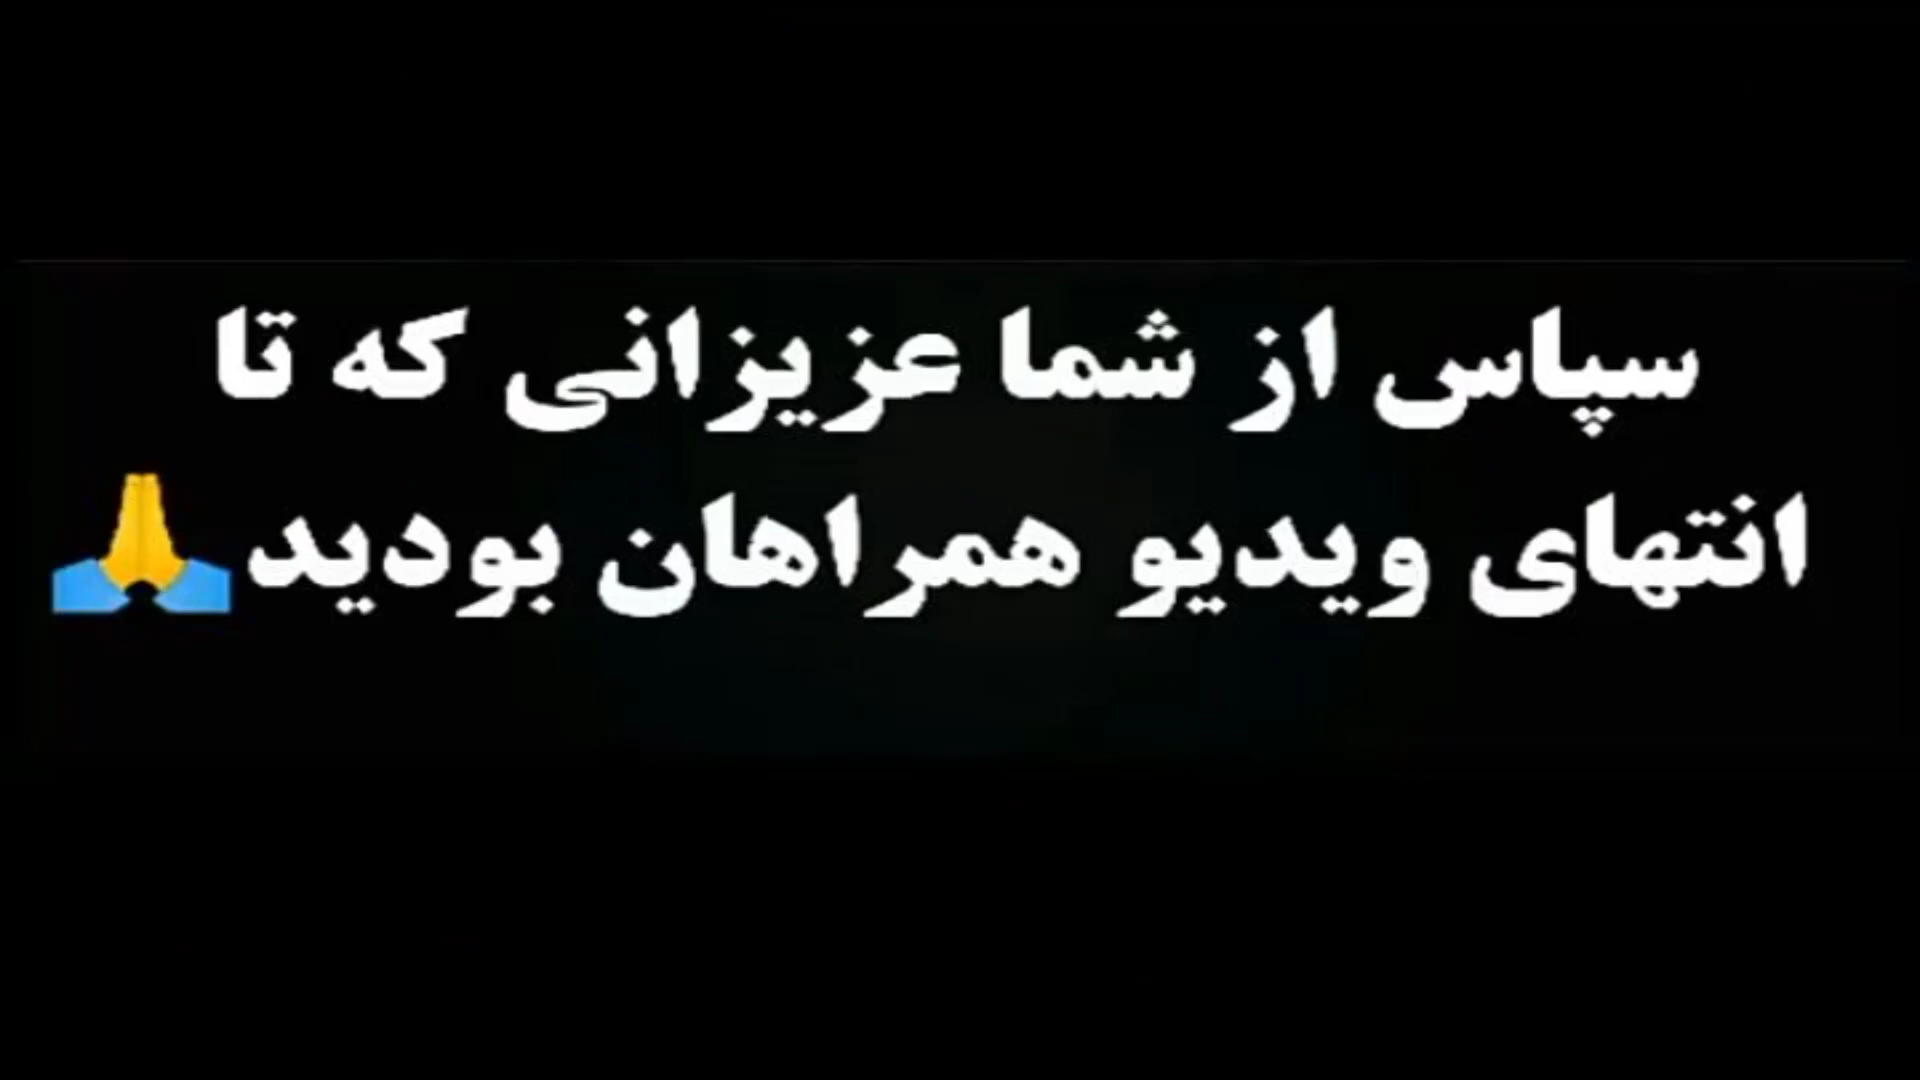 سپاس از شما عزیزانی که تا
انتهای ویدیو همراهان بودید🙏